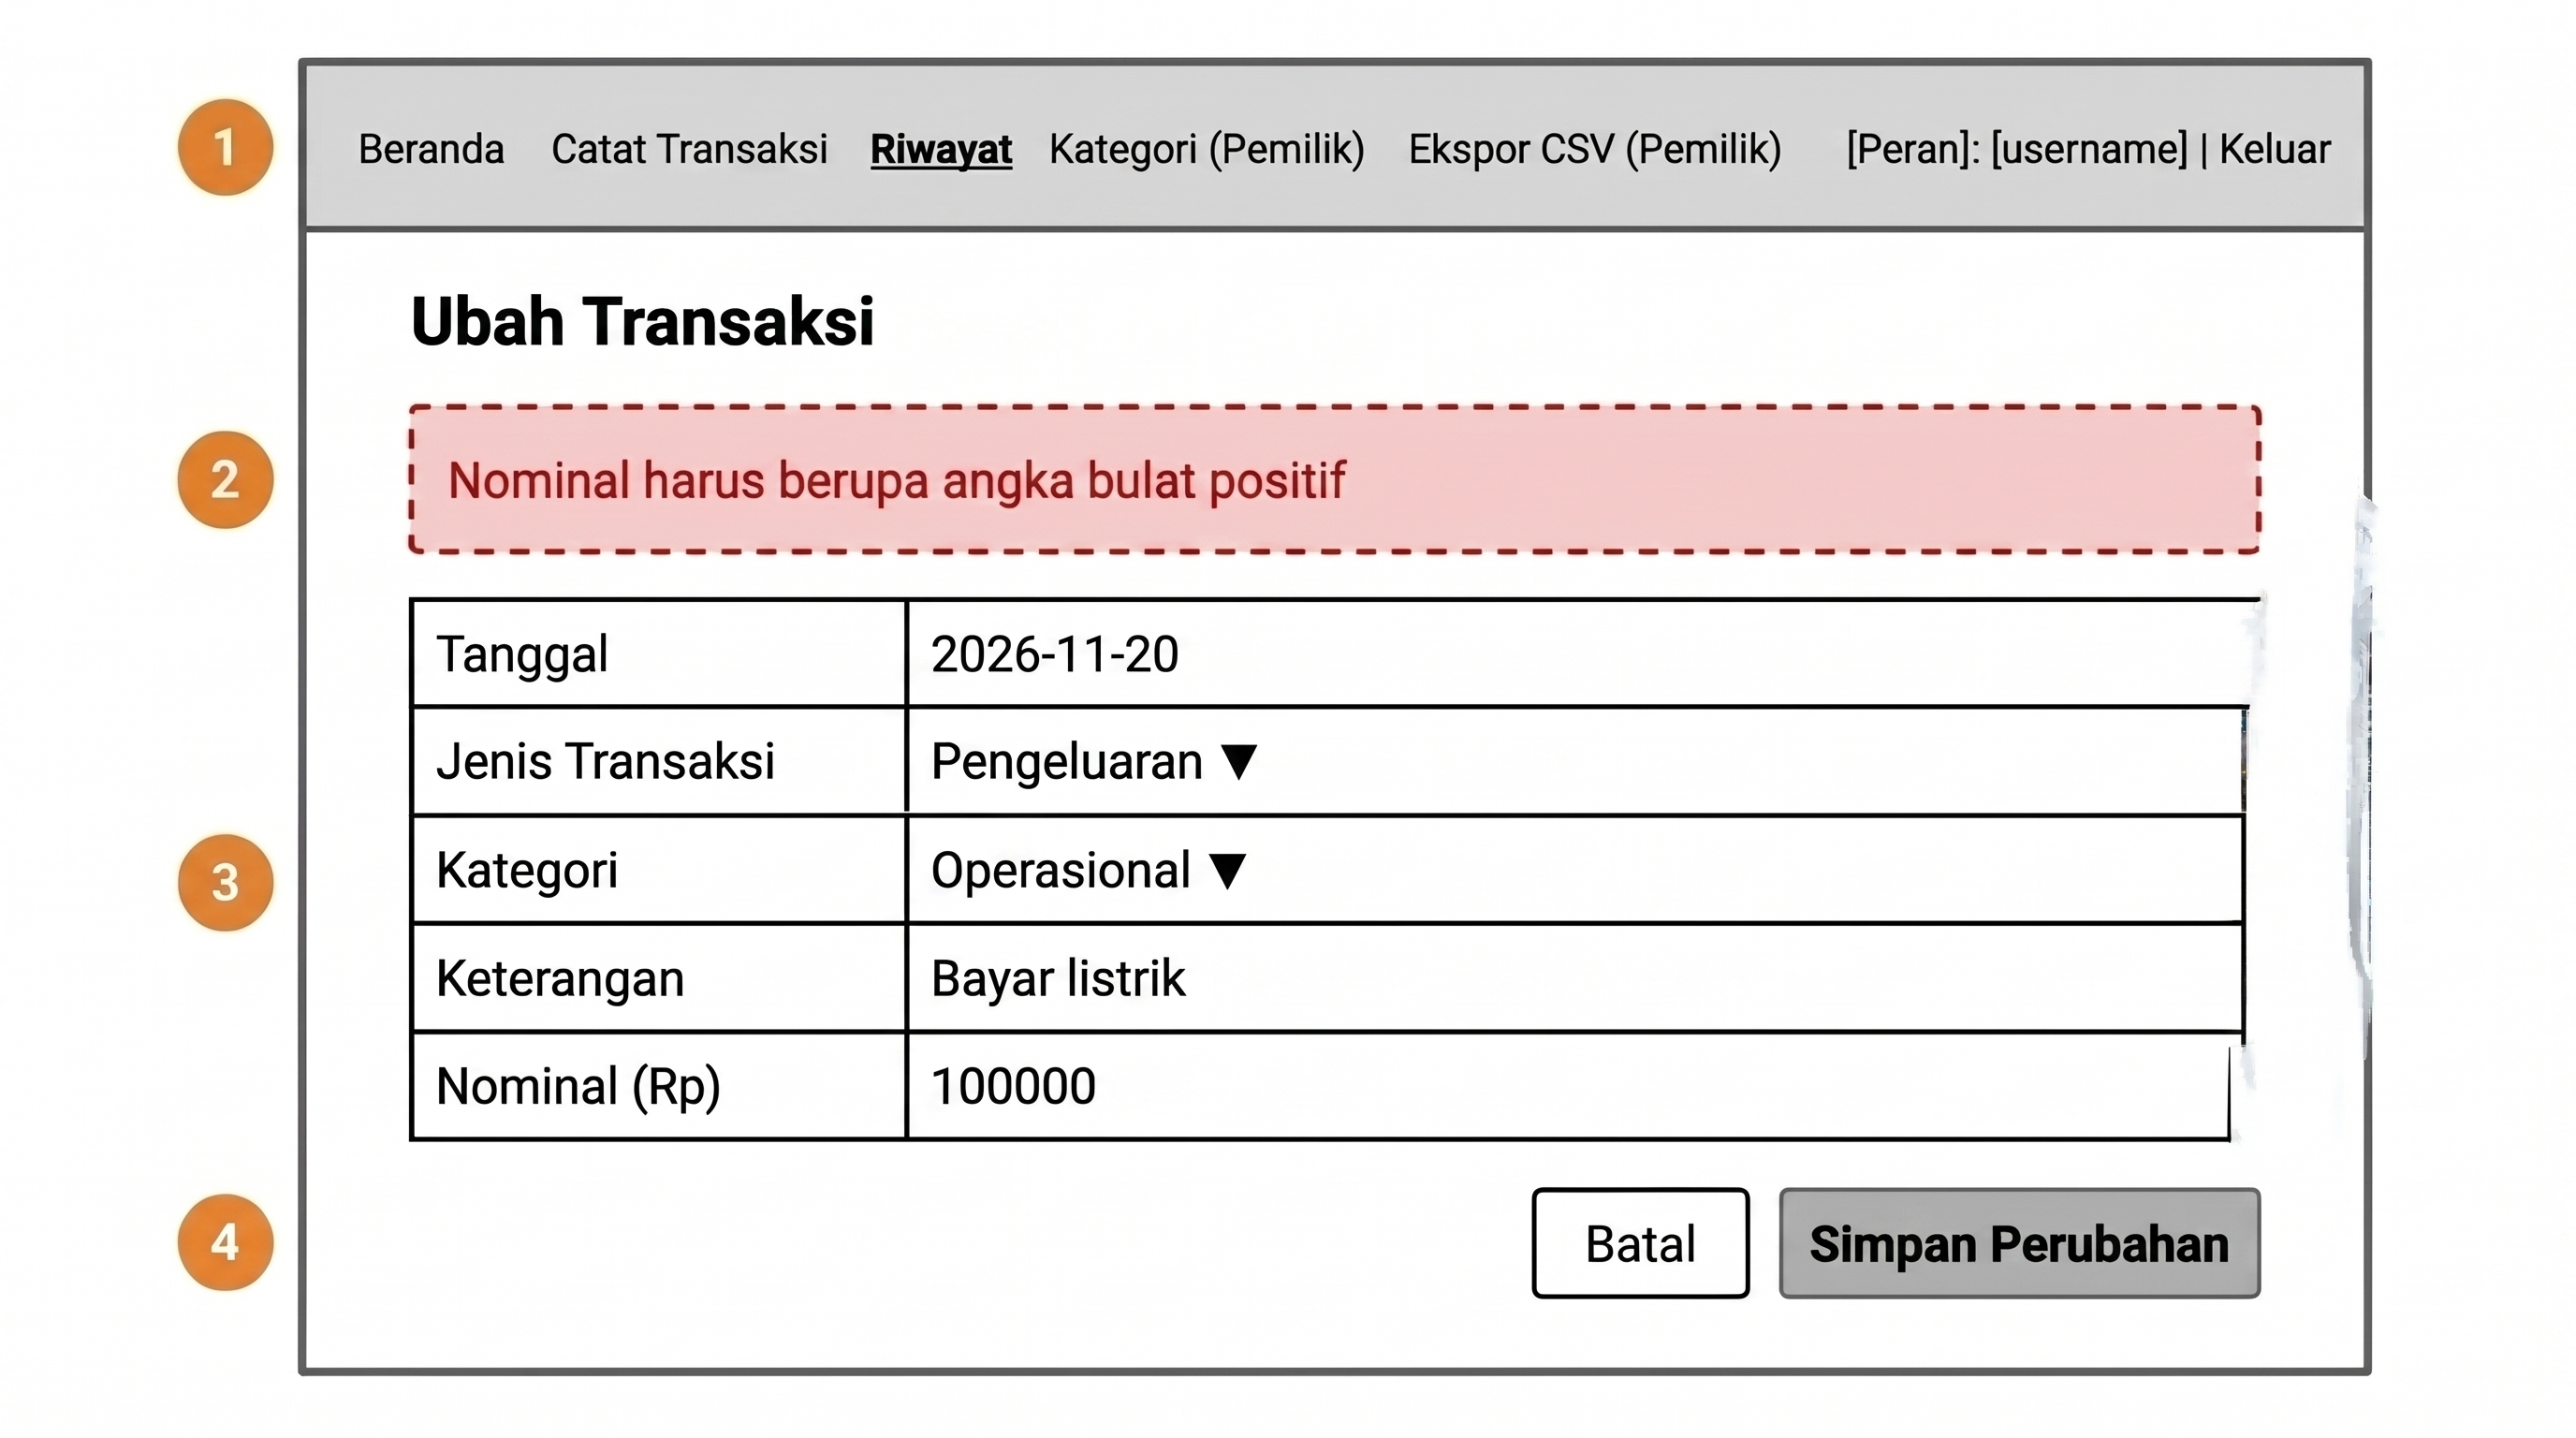 1
Beranda Catat Transaksi Riwayat Kategori (Pemilik) Ekspor CSV (Pemilik) [Peran]: [username] | Keluar
Ubah Transaksi
2
Nominal harus berupa angka bulat positif
Tanggal 2026-11-20
Jenis Transaksi Pengeluaran ▼
3
Kategori Operasional ▼
Keterangan Bayar listrik
Nominal (Rp) 100000
4
Batal Simpan Perubahan